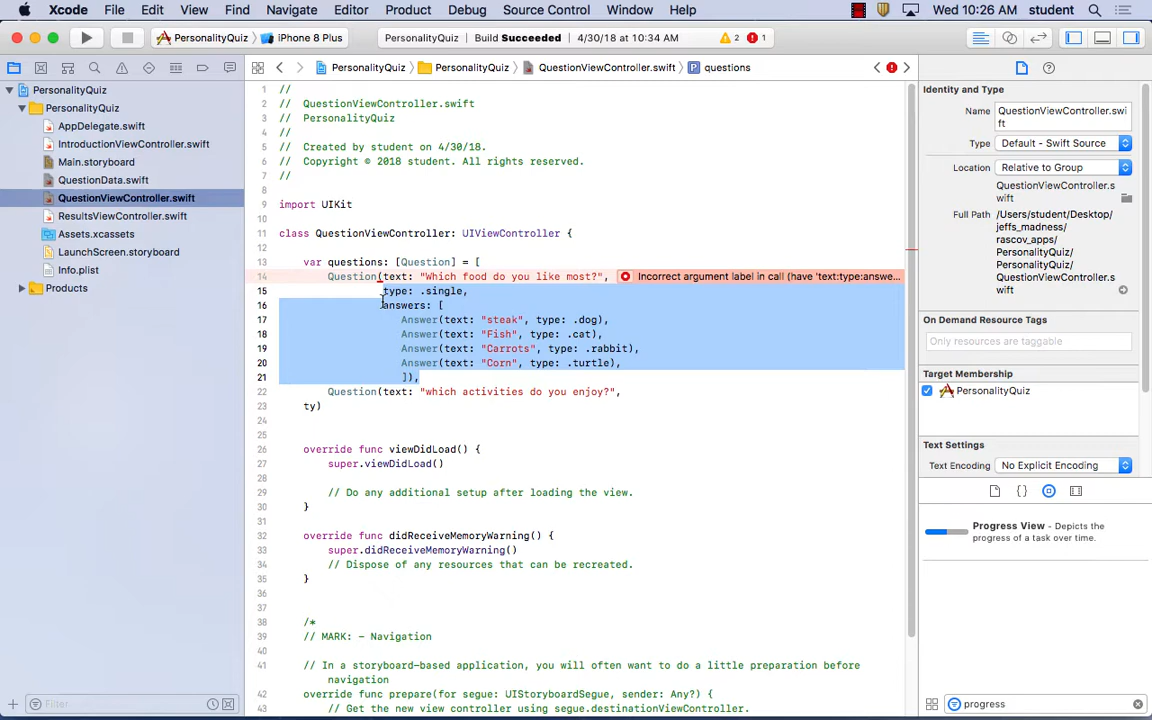 Xcode File Edit View Find Navigate Editor Product Debug Source Control Window Help Wed 10:26 AM student
PersonalityQuiz iPhone 8 Plus PersonalityQuiz Build Succeeded 4/30/18 at 10:34 AM 2 1
PersonalityQuiz PersonalityQuiz QuestionViewController.swift P questions
PersonalityQuiz
PersonalityQuiz
AppDelegate.swift
IntroductionViewController.swift
Main.storyboard
QuestionData.swift
QuestionViewController.swift
ResultsViewController.swift
Assets.xcassets
LaunchScreen.storyboard
Info.plist
Products
Filter
1 //
2 // QuestionViewController.swift
3 // PersonalityQuiz
4 //
5 // Created by student on 4/30/18.
6 // Copyright © 2018 student. All rights reserved.
7 //
8
9 import UIKit
10
11 class QuestionViewController: UIViewController {
12
13 var questions: [Question] = [
14 Question(text: "Which food do you like most?", Incorrect argument label in call (have 'text:type:answe...
15 type: .single,
16 answers: [
17 Answer(text: "steak", type: .dog),
18 Answer(text: "Fish", type: .cat),
19 Answer(text: "Carrots", type: .rabbit),
20 Answer(text: "Corn", type: .turtle),
21 ]),
22 Question(text: "which activities do you enjoy?",
23 ty)
24
25
26 override func viewDidLoad() {
27 super.viewDidLoad()
28
29 // Do any additional setup after loading the view.
30 }
31
32 override func didReceiveMemoryWarning() {
33 super.didReceiveMemoryWarning()
34 // Dispose of any resources that can be recreated.
35 }
36
37
38 /*
39 // MARK: - Navigation
40
41 // In a storyboard-based application, you will often want to do a little preparation before
navigation
42 override func prepare(for segue: UIStoryboardSegue, sender: Any?) {
43 // Get the new view controller using segue.destinationViewController.
Identity and Type
Name QuestionViewController.swi
ft
Type Default - Swift Source
Location Relative to Group
QuestionViewController.s
wift
Full Path /Users/student/Desktop/
jeffs_madness/
rascov_apps/
PersonalityQuiz/
PersonalityQuiz/
QuestionViewController.s
wift
On Demand Resource Tags
Only resources are taggable
Target Membership
PersonalityQuiz
Text Settings
Text Encoding No Explicit Encoding
Progress View - Depicts the
progress of a task over time.
progress